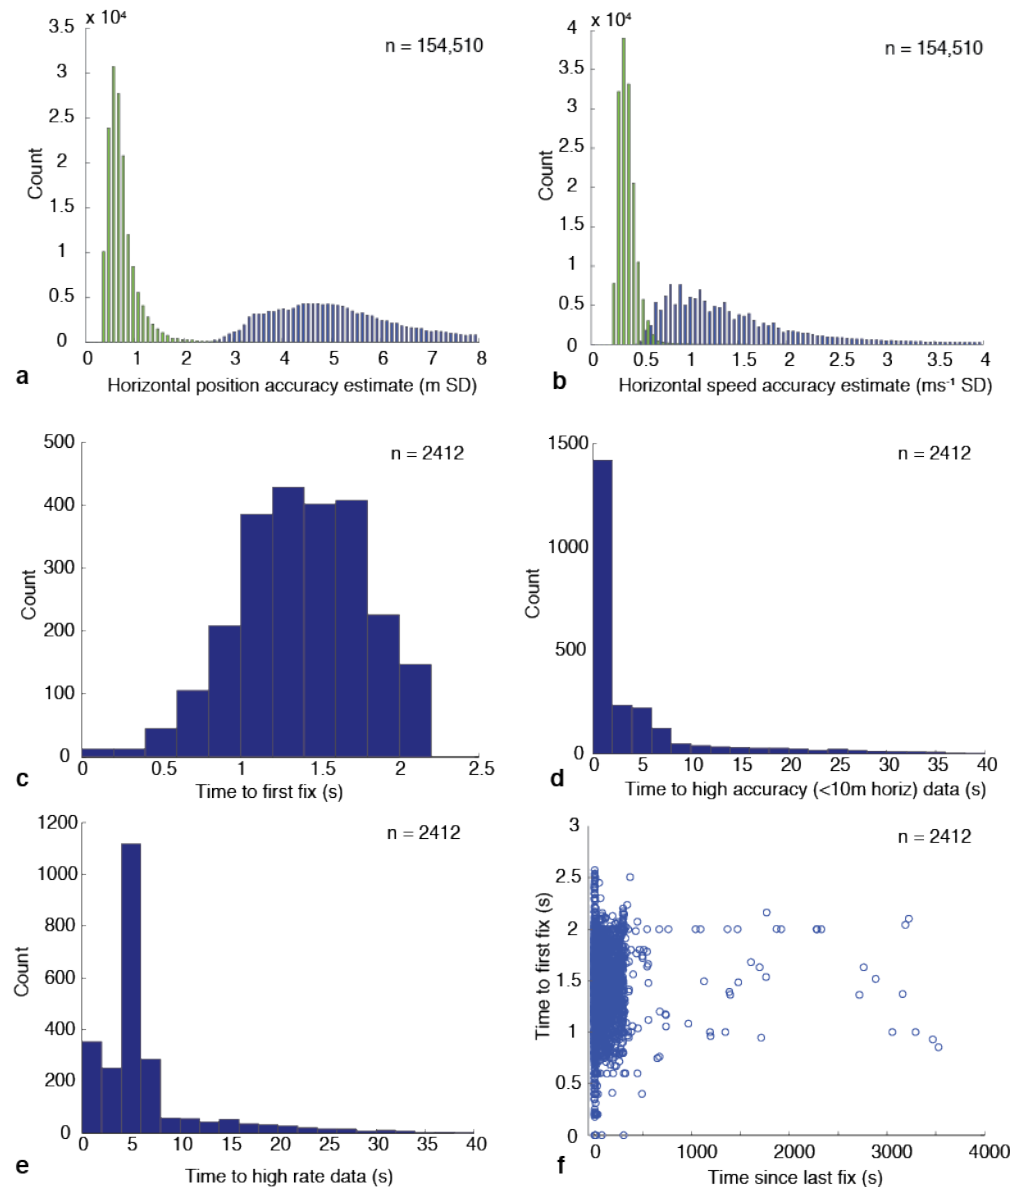 x 10⁴
n = 154,510
3.5
3
2.5
2
1.5
1
0.5
0
Count
0 1 2 3 4 5 6 7 8
a
Horizontal position accuracy estimate (m SD)
x 10⁴
n = 154,510
4
3.5
3
2.5
2
1.5
1
0.5
0
Count
0 0.5 1 1.5 2 2.5 3 3.5 4
b
Horizontal speed accuracy estimate (ms⁻¹ SD)
500
400
300
200
100
0
Count
n = 2412
0 0.5 1 1.5 2 2.5
c
Time to first fix (s)
1500
1000
500
0
Count
n = 2412
0 5 10 15 20 25 30 35 40
d
Time to high accuracy (<10m horiz) data (s)
1200
1000
800
600
400
200
0
Count
n = 2412
0 5 10 15 20 25 30 35 40
e
Time to high rate data (s)
3
2.5
2
1.5
1
0.5
0
Time to first fix (s)
n = 2412
0 1000 2000 3000 4000
f
Time since last fix (s)